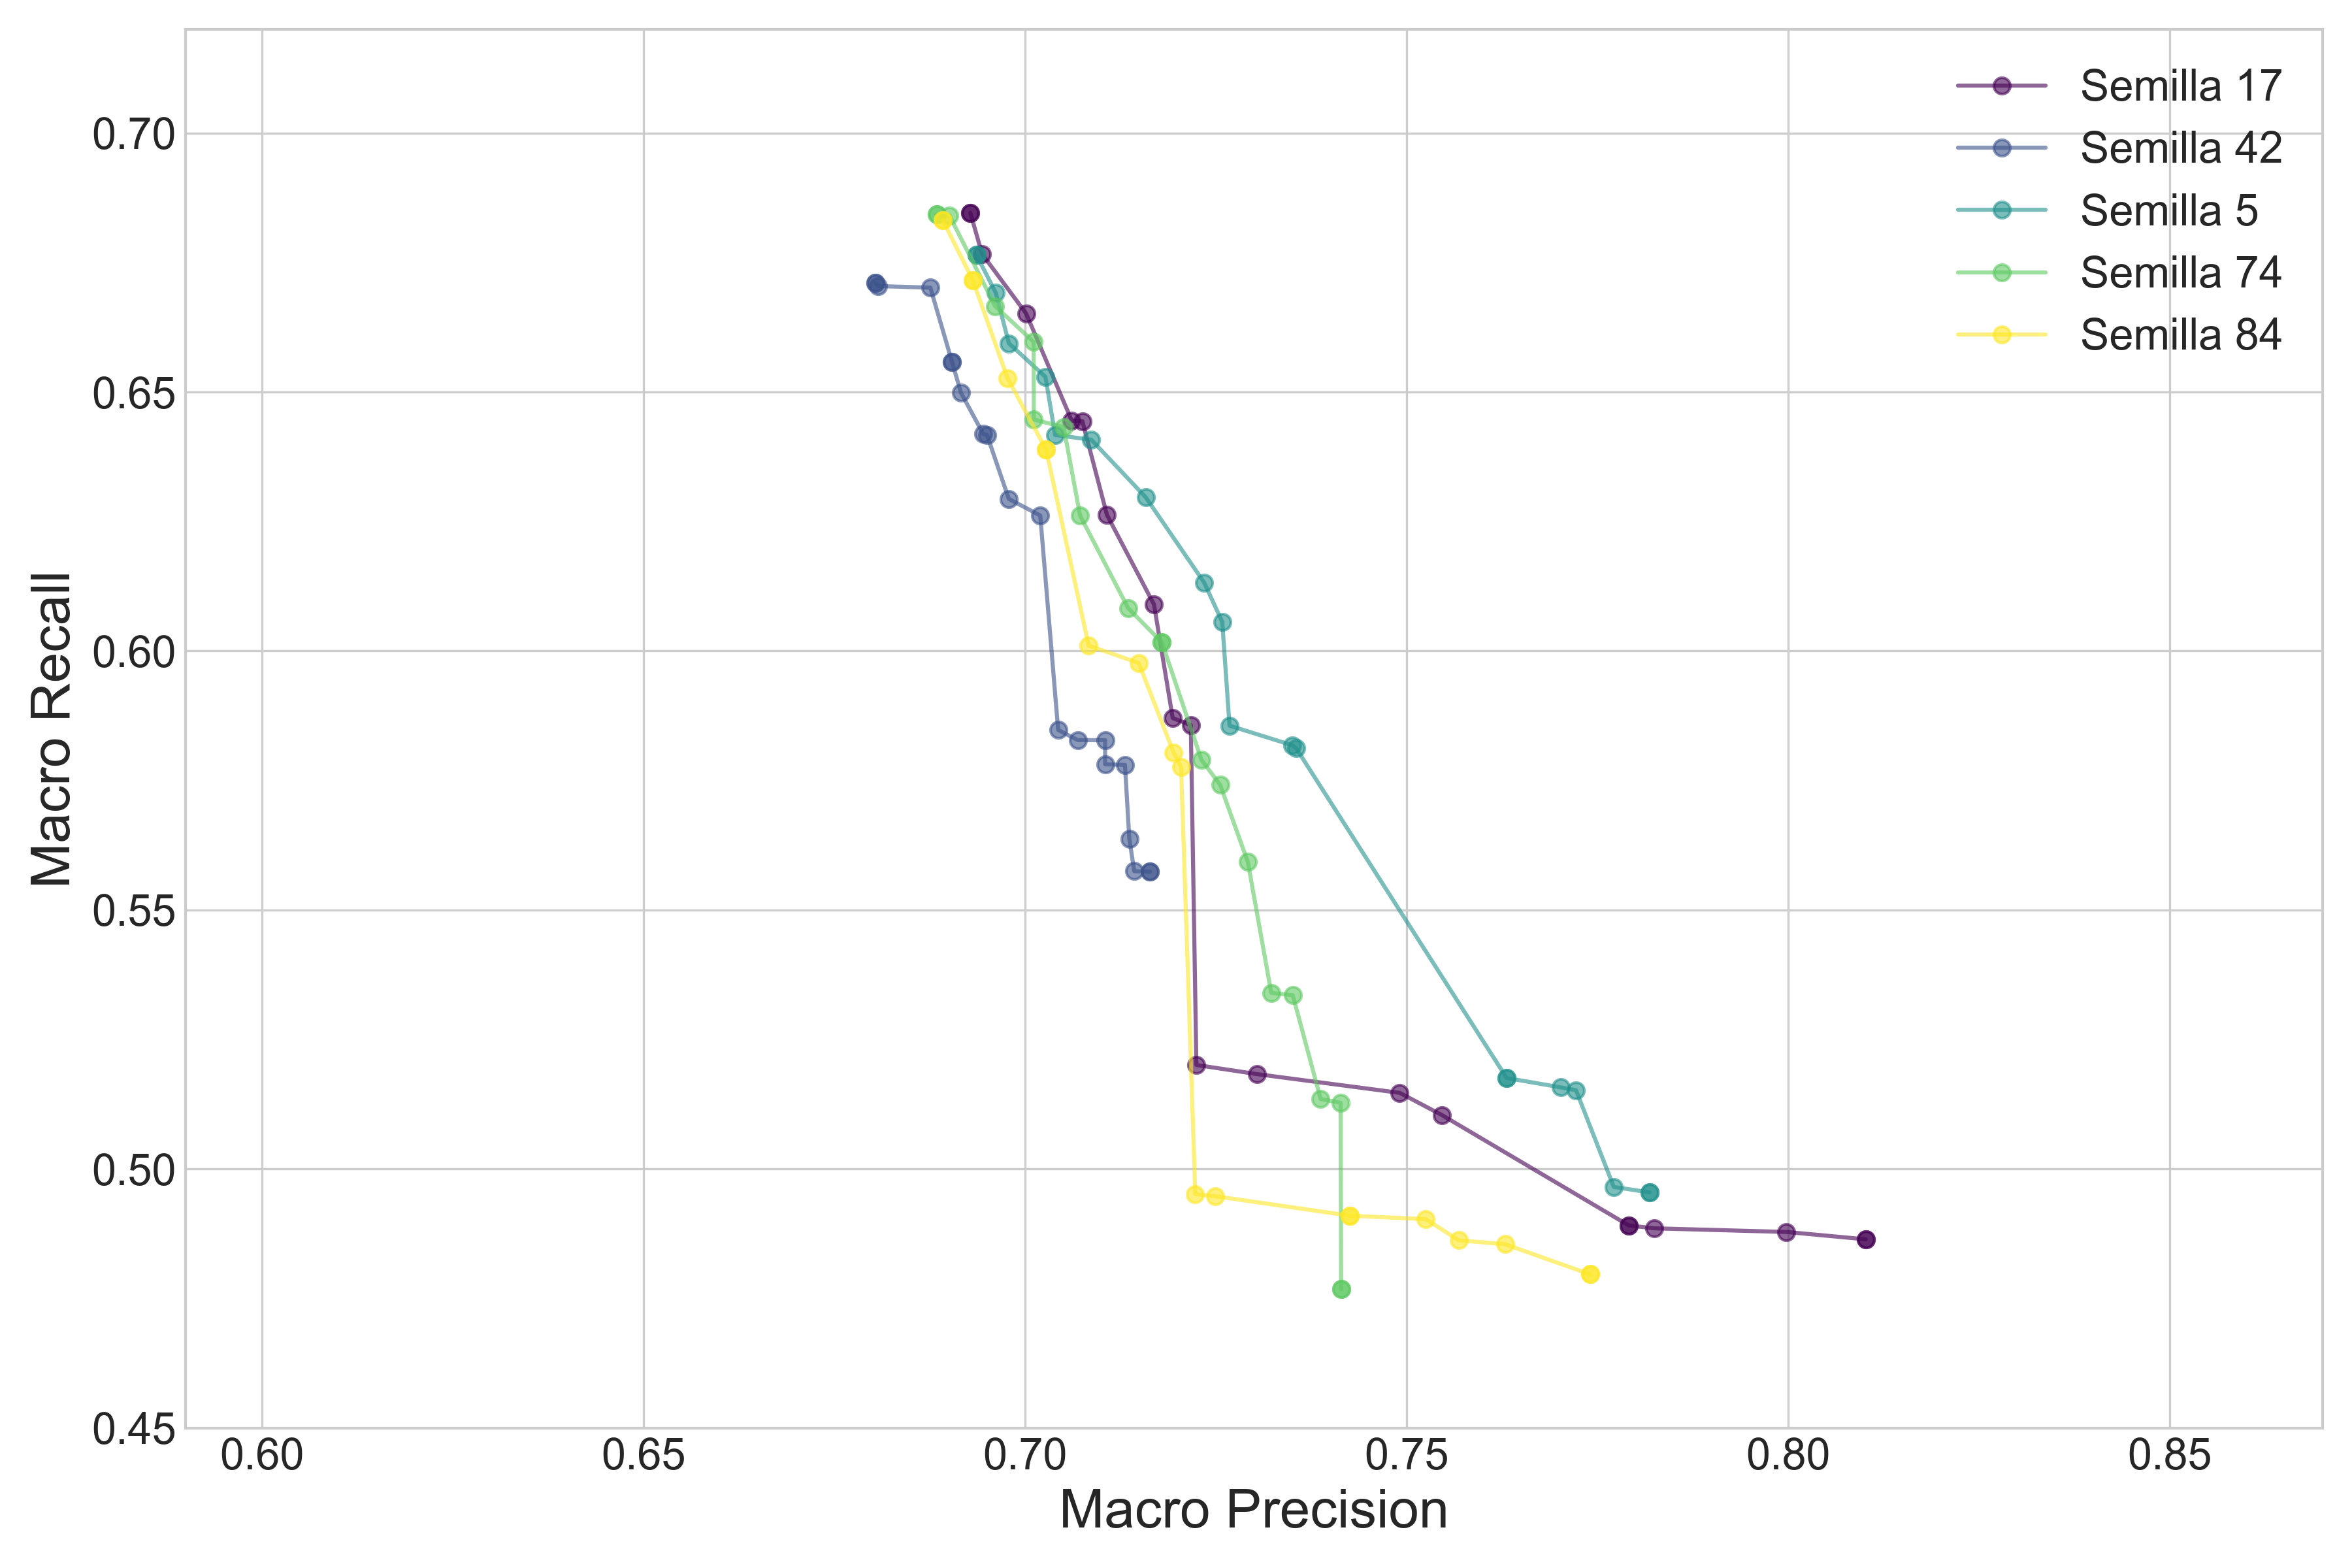 Semilla 17
Semilla 42
Semilla 5
Semilla 74
Semilla 84
Macro Recall
0.70
0.65
0.60
0.55
0.50
0.45
0.60 0.65 0.70 0.75 0.80 0.85
Macro Precision